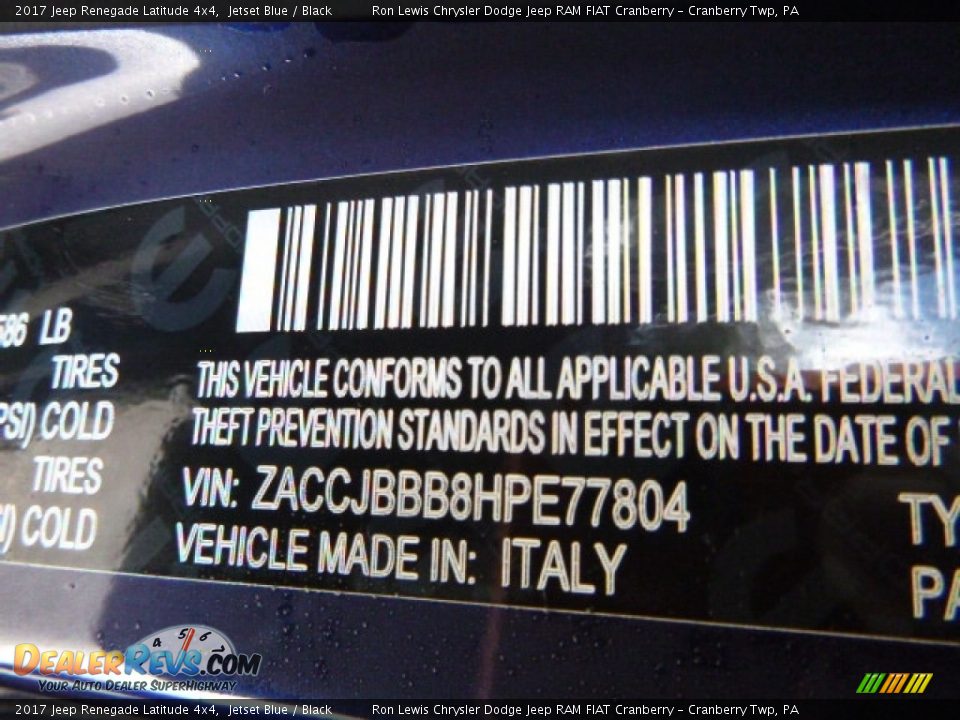 2017 Jeep Renegade Latitude 4x4, Jetset Blue / Black Ron Lewis Chrysler Dodge Jeep RAM FIAT Cranberry - Cranberry Twp, PA
LB
TIRES
THIS VEHICLE CONFORMS TO ALL APPLICABLE U.S.A. FEDERAL
PSI) COLD
THEFT PREVENTION STANDARDS IN EFFECT ON THE DATE OF
TIRES
VIN: ZACCJBBB8HPE77804
COLD
VEHICLE MADE IN: ITALY
4 5 6
DealerRevs.com
Your Auto Dealer SuperHighway
2017 Jeep Renegade Latitude 4x4, Jetset Blue / Black Ron Lewis Chrysler Dodge Jeep RAM FIAT Cranberry - Cranberry Twp, PA